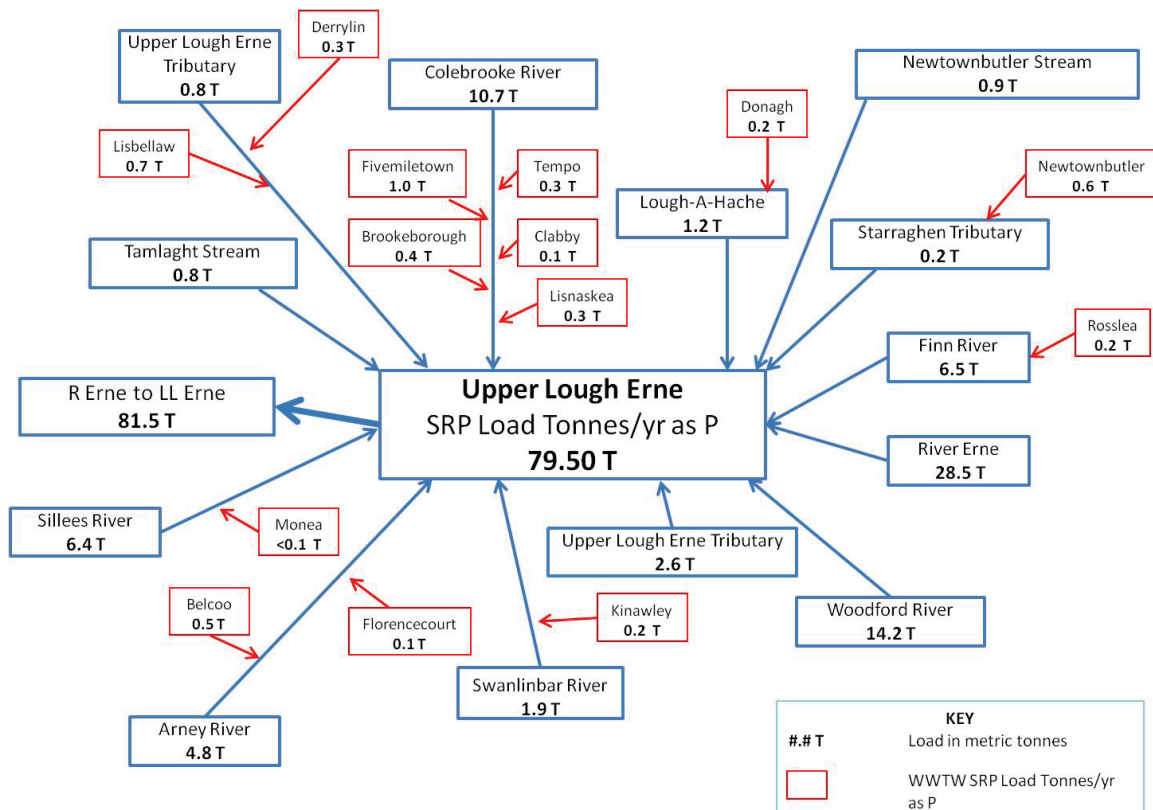 Derrylin
0.3 T
Upper Lough Erne
Tributary
0.8 T
Colebrooke River
10.7 T
Newtownbutler Stream
0.9 T
Donagh
0.2 T
Lisbellaw
0.7 T
Fivemiletown
1.0 T
Tempo
0.3 T
Newtownbutler
0.6 T
Lough-A-Hache
1.2 T
Starraghen Tributary
0.2 T
Brookeborough
0.4 T
Clabby
0.1 T
Tamlaght Stream
0.8 T
Lisnaskea
0.3 T
Rosslea
0.2 T
Finn River
6.5 T
R Erne to LL Erne
81.5 T
Upper Lough Erne
SRP Load Tonnes/yr as P
79.50 T
River Erne
28.5 T
Sillees River
6.4 T
Monea
<0.1 T
Upper Lough Erne Tributary
2.6 T
Belcoo
0.5 T
Florencecourt
0.1 T
Kinawley
0.2 T
Woodford River
14.2 T
Swanlinbar River
1.9 T
Arney River
4.8 T
KEY
#.# T Load in metric tonnes
WWTW SRP Load Tonnes/yr
as P